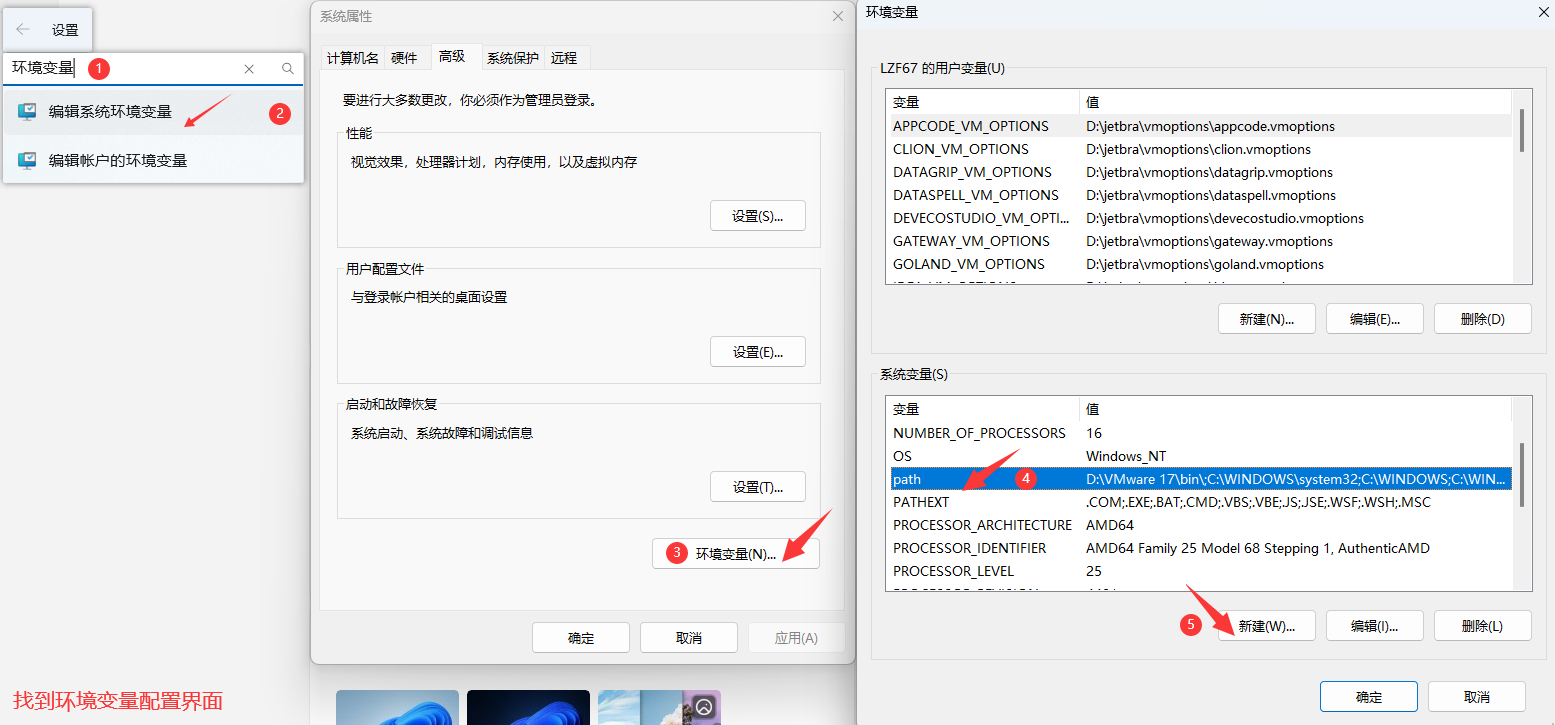 设置
环境变量
1
编辑系统环境变量
2
编辑帐户的环境变量
找到环境变量配置界面
系统属性
计算机名 硬件 高级 系统保护 远程
要进行大多数更改，你必须作为管理员登录。
性能
视觉效果，处理器计划，内存使用，以及虚拟内存
设置(S)...
用户配置文件
与登录帐户相关的桌面设置
设置(E)...
启动和故障恢复
系统启动、系统故障和调试信息
设置(T)...
3 环境变量(N)...
确定 取消 应用(A)
环境变量
LZF67 的用户变量(U)
变量 值
APPCODE_VM_OPTIONS D:\jetbra\vmoptions\appcode.vmoptions
CLION_VM_OPTIONS D:\jetbra\vmoptions\clion.vmoptions
DATAGRIP_VM_OPTIONS D:\jetbra\vmoptions\datagrip.vmoptions
DATASPELL_VM_OPTIONS D:\jetbra\vmoptions\dataspell.vmoptions
DEVECOSTUDIO_VM_OPTI... D:\jetbra\vmoptions\devecostudio.vmoptions
GATEWAY_VM_OPTIONS D:\jetbra\vmoptions\gateway.vmoptions
GOLAND_VM_OPTIONS D:\jetbra\vmoptions\goland.vmoptions
新建(N)... 编辑(E)... 删除(D)
系统变量(S)
变量 值
NUMBER_OF_PROCESSORS 16
OS Windows_NT
path 4 D:\VMware 17\bin\;C:\WINDOWS\system32;C:\WINDOWS;C:\WIN...
PATHEXT .COM;.EXE;.BAT;.CMD;.VBS;.VBE;.JS;.JSE;.WSF;.WSH;.MSC
PROCESSOR_ARCHITECTURE AMD64
PROCESSOR_IDENTIFIER AMD64 Family 25 Model 68 Stepping 1, AuthenticAMD
PROCESSOR_LEVEL 25
5 新建(W)... 编辑(I)... 删除(L)
确定 取消